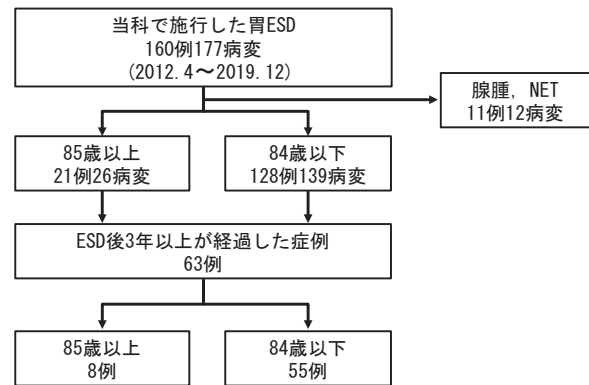 当科で施行した胃ESD
160例177病変
(2012.4～2019.12)
腺腫, NET
11例12病変
85歳以上
21例26病変
84歳以下
128例139病変
ESD後3年以上が経過した症例
63例
85歳以上
8例
84歳以下
55例